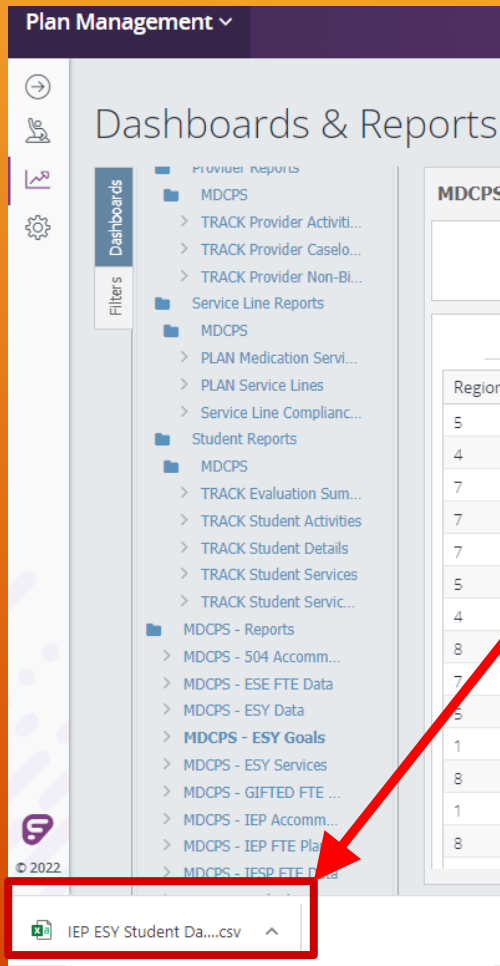 Plan Management
Dashboards & Reports
Dashboards
Filters
Provider Reports
MDCPS
TRACK Provider Activiti...
TRACK Provider Caselo...
TRACK Provider Non-Bi...
Service Line Reports
MDCPS
PLAN Medication Servi...
PLAN Service Lines
Service Line Complianc...
Student Reports
MDCPS
TRACK Evaluation Sum...
TRACK Student Activities
TRACK Student Details
TRACK Student Services
TRACK Student Servic...
MDCPS - Reports
MDCPS - 504 Accomm...
MDCPS - ESE FTE Data
MDCPS - ESY Data
MDCPS - ESY Goals
MDCPS - ESY Services
MDCPS - GIFTED FTE ...
MDCPS - IEP Accomm...
MDCPS - IEP FTE
MDCPS - IFSP FTE
MDCPS
Region
5
4
7
7
7
5
4
8
7
5
1
8
1
8
© 2022
IEP ESY Student Da....csv